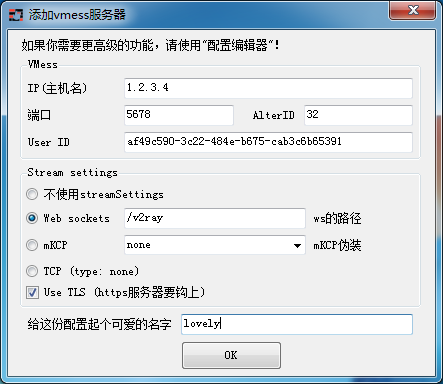 添加vmess服务器
如果你需要更高级的功能，请使用"配置编辑器"!
VMess
IP(主机名) 1.2.3.4
端口 5678 AlterID 32
User ID af49c590-3c22-484e-b675-cab3c6b65391
Stream settings
不使用streamSettings
Web sockets /v2ray ws的路径
mKCP none mKCP伪装
TCP (type: none)
Use TLS (https服务器要钩上)
给这份配置起个可爱的名字 lovely
OK